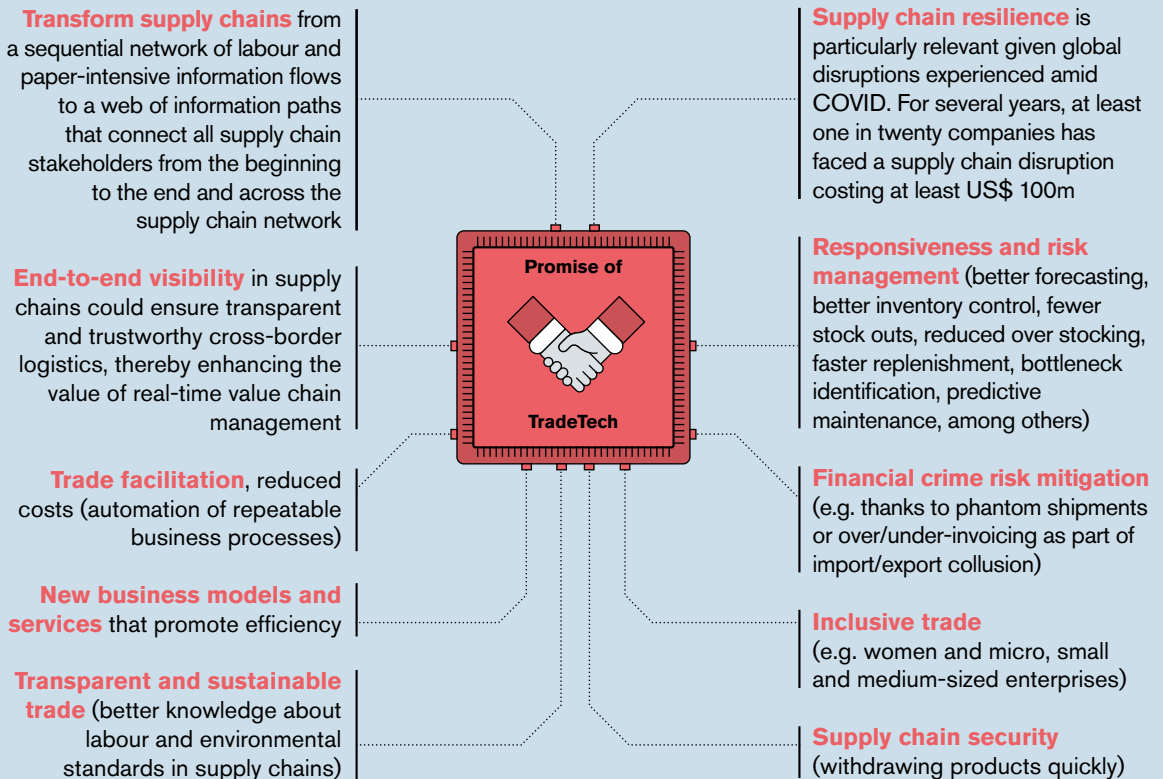 Transform supply chains from
a sequential network of labour and
paper-intensive information flows
to a web of information paths
that connect all supply chain
stakeholders from the beginning
to the end and across the
supply chain network
End-to-end visibility in supply
chains could ensure transparent
and trustworthy cross-border
logistics, thereby enhancing the
value of real-time value chain
management
Trade facilitation, reduced
costs (automation of repeatable
business processes)
New business models and
services that promote efficiency
Transparent and sustainable
trade (better knowledge about
labour and environmental
standards in supply chains)
Promise of
TradeTech
Supply chain resilience is
particularly relevant given global
disruptions experienced amid
COVID. For several years, at least
one in twenty companies has
faced a supply chain disruption
costing at least US$ 100m
Responsiveness and risk
management (better forecasting,
better inventory control, fewer
stock outs, reduced over stocking,
faster replenishment, bottleneck
identification, predictive
maintenance, among others)
Financial crime risk mitigation
(e.g. thanks to phantom shipments
or over/under-invoicing as part of
import/export collusion)
Inclusive trade
(e.g. women and micro, small
and medium-sized enterprises)
Supply chain security
(withdrawing products quickly)